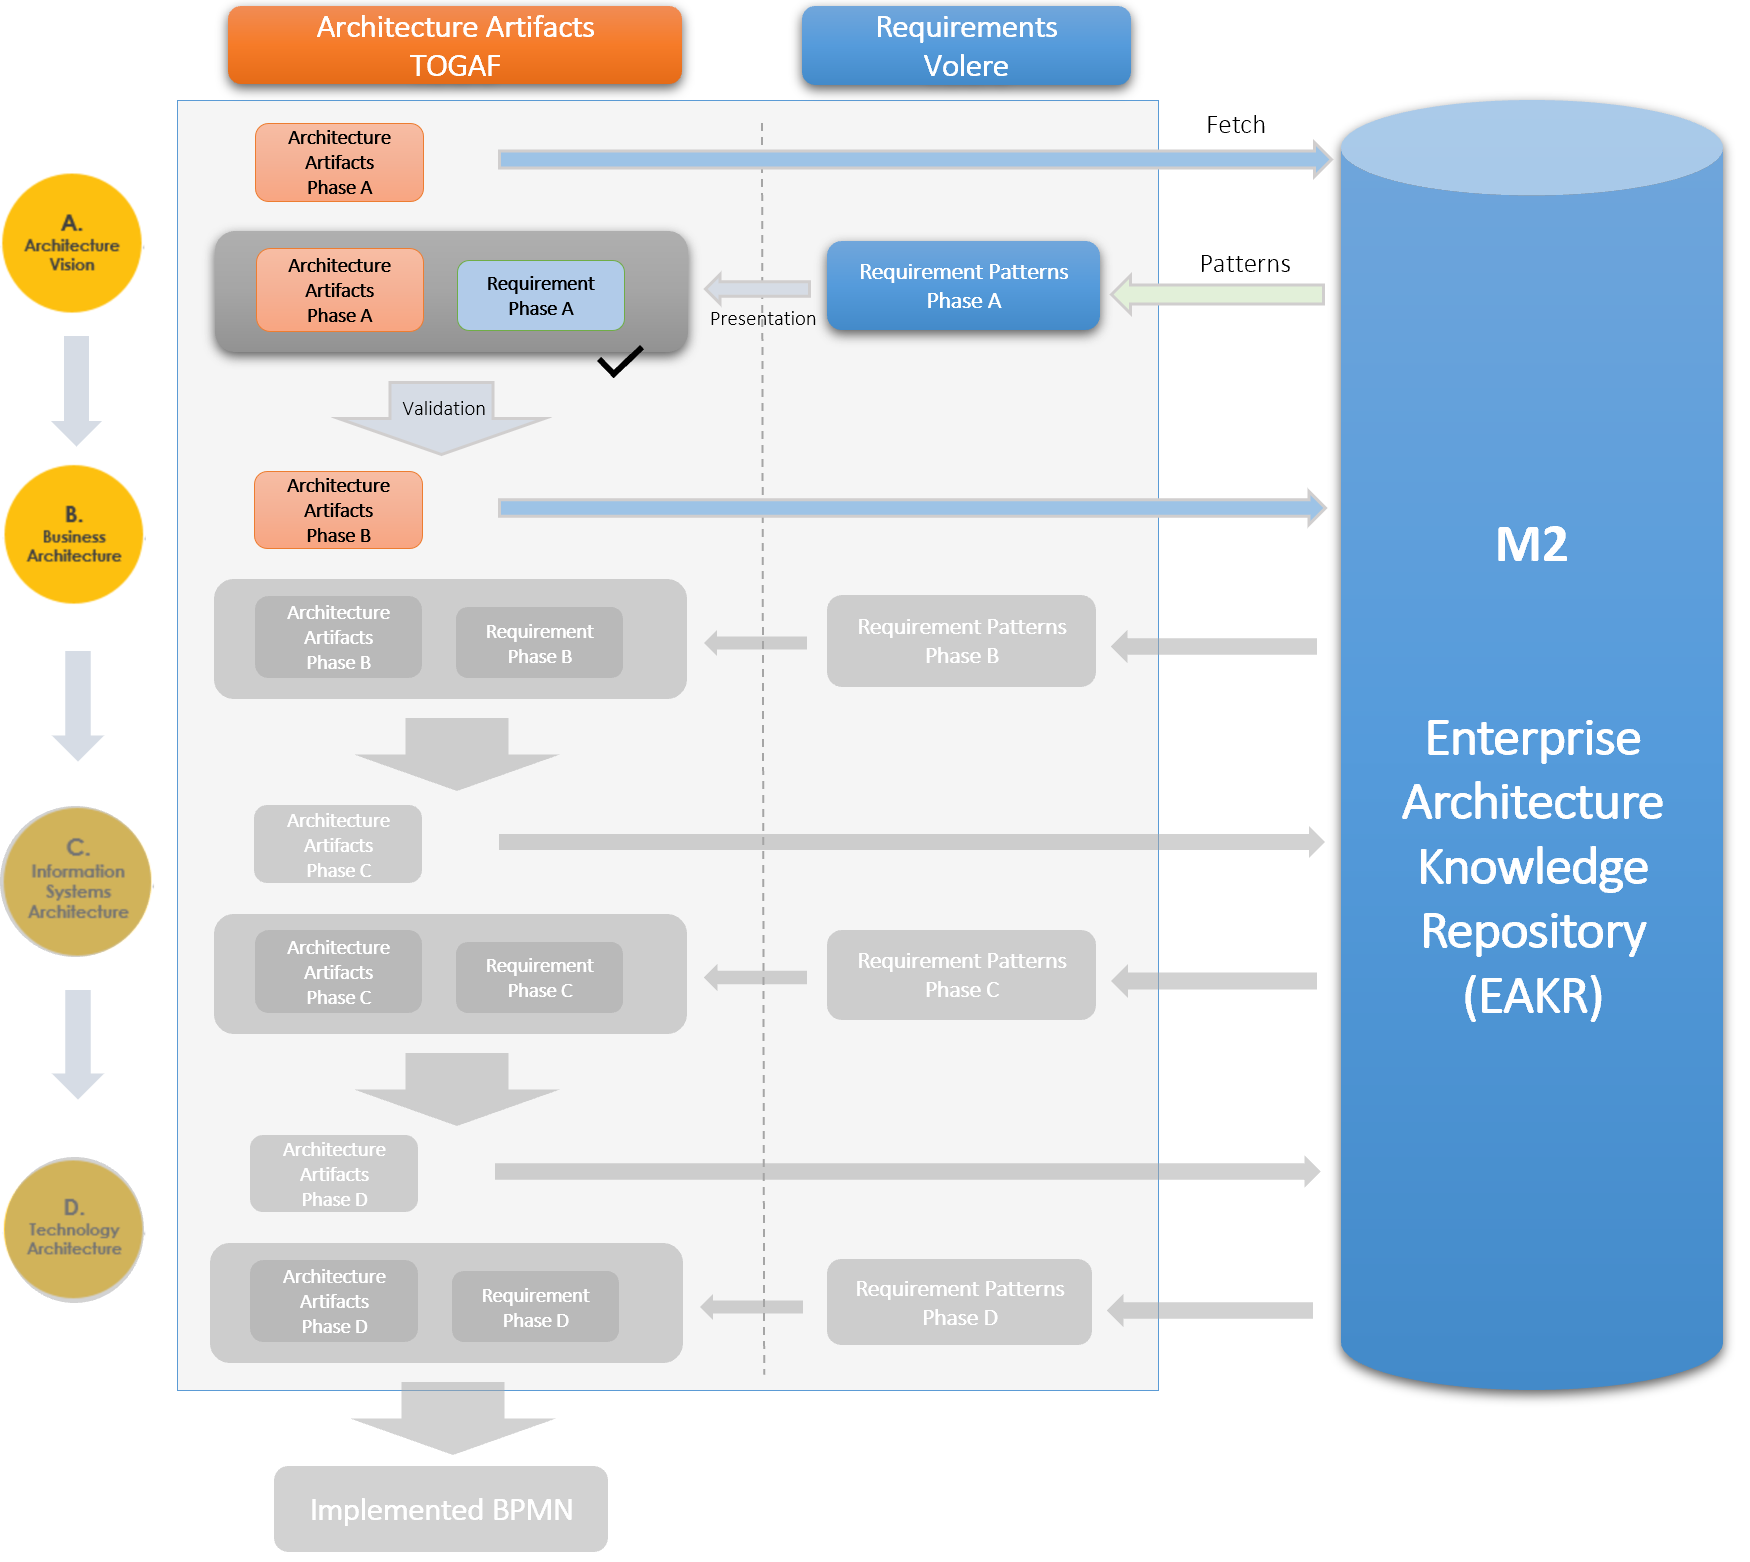 Architecture Artifacts
TOGAF
Requirements
Volere
Architecture
Artifacts
Phase A
Fetch
A.
Architecture
Vision
Architecture
Artifacts
Phase A
Requirement
Phase A
Presentation
Requirement Patterns
Phase A
Patterns
Validation
B.
Business
Architecture
Architecture
Artifacts
Phase B
M2
Enterprise
Architecture
Knowledge
Repository
(EAKR)
Architecture
Artifacts
Phase B
Requirement
Phase B
Requirement Patterns
Phase B
C.
Information
Systems
Architecture
Architecture
Artifacts
Phase C
Architecture
Artifacts
Phase C
Requirement
Phase C
Requirement Patterns
Phase C
D.
Technology
Architecture
Architecture
Artifacts
Phase D
Architecture
Artifacts
Phase D
Requirement
Phase D
Requirement Patterns
Phase D
Implemented BPMN